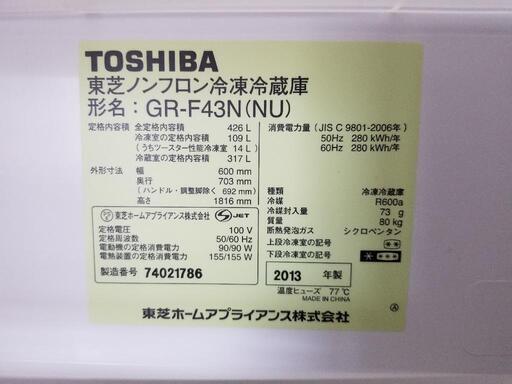 TOSHIBA
東芝ノンフロン冷凍冷蔵庫
形名：GR-F43N(NU)
定格内容積 全定格内容積 426 L
冷凍室の定格内容積 109 L
(うちツースター性能冷凍室 14 L)
冷蔵室の定格内容積 317 L
外形寸法 幅 600 mm
奥行 703 mm
(ハンドル・調整脚除く 692 mm)
高さ 1816 mm
東芝ホームアプライアンス株式会社 S JET
定格電圧 100 V
定格周波数 50/60 Hz
電動機の定格消費電力 90/90 W
電熱装置の定格消費電力 155/155 W
製造番号 74021786
消費電力量 (JIS C 9801-2006年)
50Hz 280 kWh/年
60Hz 280 kWh/年
種類 冷凍冷蔵庫
冷媒 R600a
冷媒封入量 73 g
質量 80 kg
断熱発泡ガス シクロペンタン
上段冷凍室の記号 **
下段冷凍室の記号 ****
2013 年製
温度ヒューズ 77℃
MADE IN CHINA
Ⓐ
東芝ホームアプライアンス株式会社